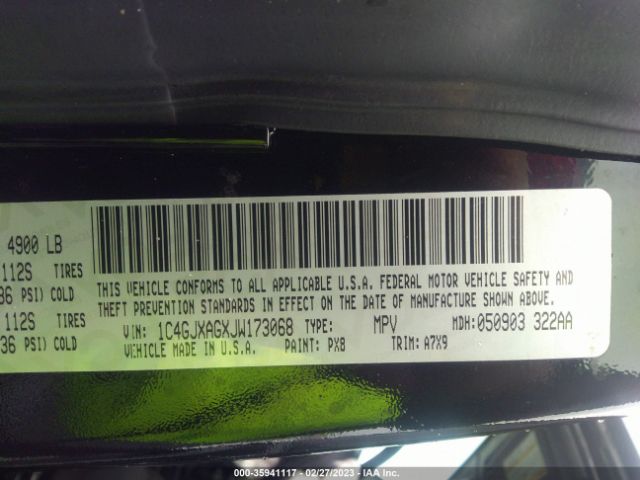 4900 LB
112S TIRES
36 PSI) COLD
112S TIRES
36 PSI) COLD
THIS VEHICLE CONFORMS TO ALL APPLICABLE U.S.A. FEDERAL MOTOR VEHICLE SAFETY AND
THEFT PREVENTION STANDARDS IN EFFECT ON THE DATE OF MANUFACTURE SHOWN ABOVE.
VIN: 1C4GJXAGXJW173068 TYPE: MPV MDH:050903 322AA
VEHICLE MADE IN U.S.A. PAINT: PX8 TRIM: A7X9
000-35941117 - 02/27/2023 - IAA Inc.